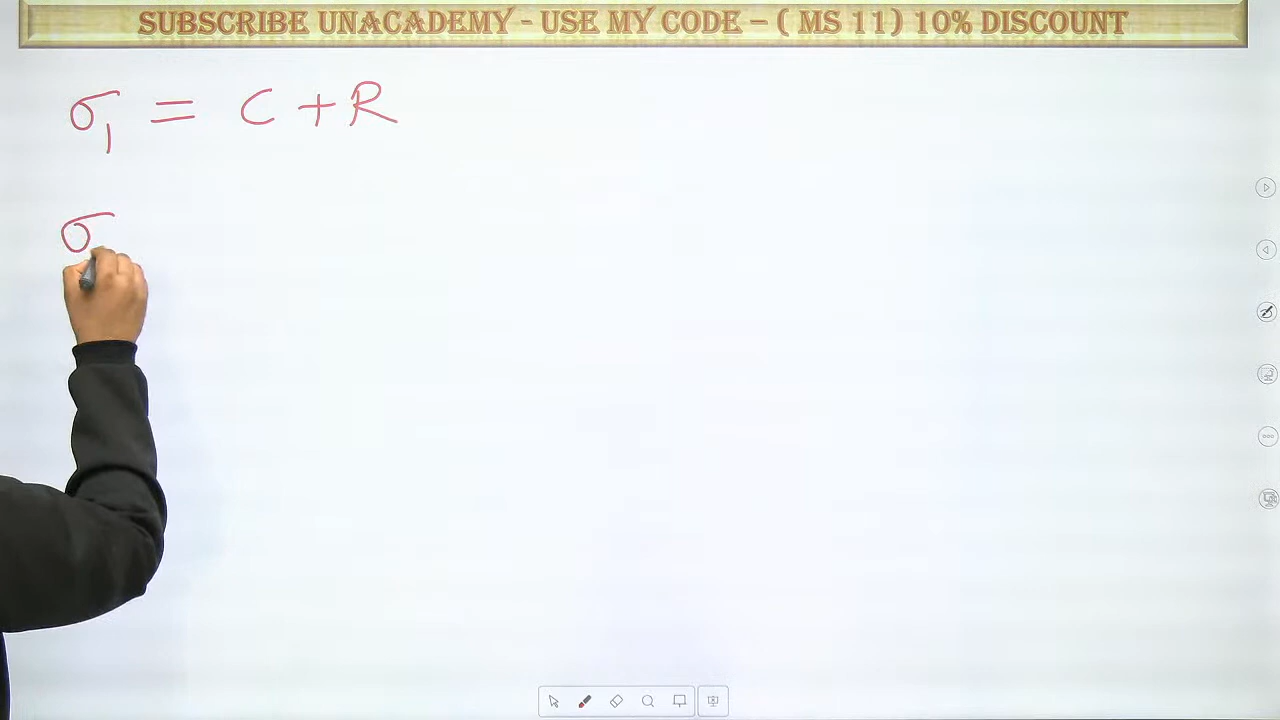 SUBSCRIBE UNACADEMY - USE MY CODE – ( MS 11) 10% DISCOUNT
σ₁ = C + R
σ